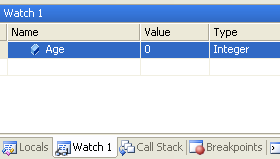 Watch 1
Name Value Type
Age 0 Integer
Locals Watch 1 Call Stack Breakpoints